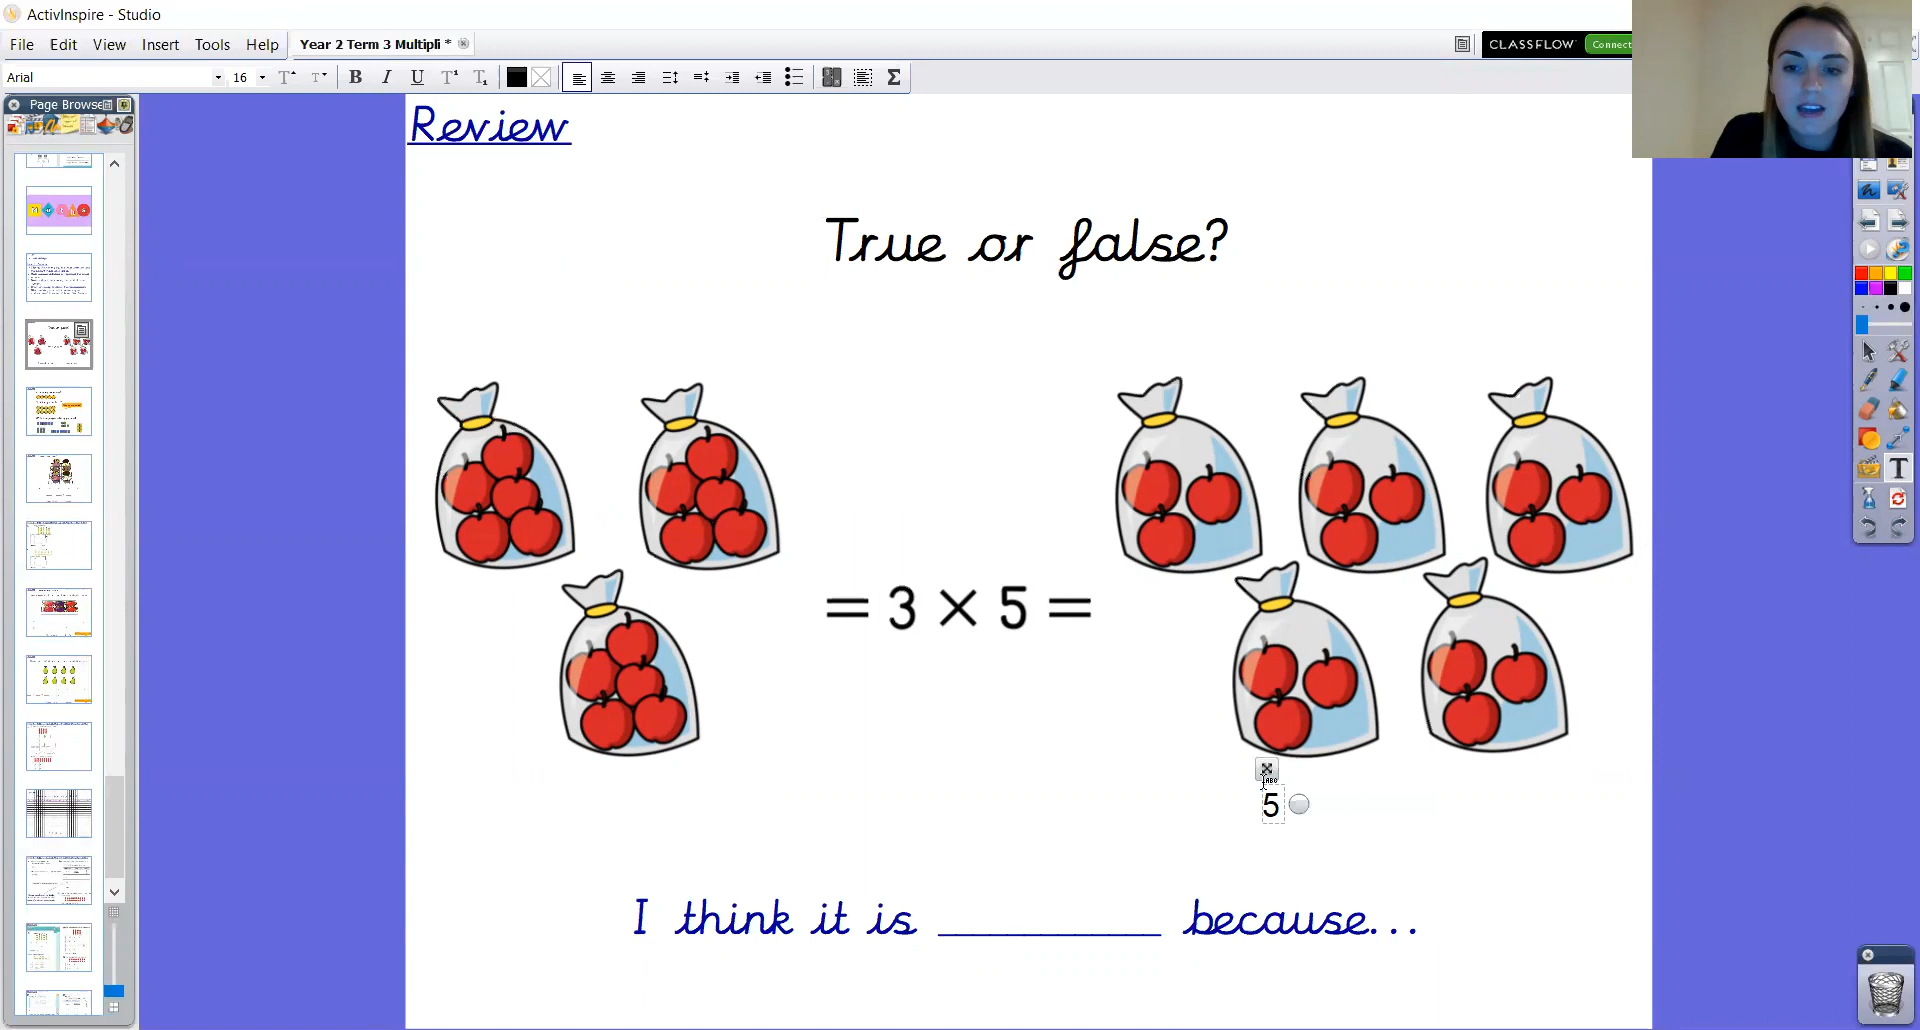 ActivInspire - Studio
File Edit View Insert Tools Help Year 2 Term 3 Multipli *
CLASSFLOW Connect
Arial 16
Page Browse
Review
True or false?
= 3 × 5 =
5
I think it is __________ because...